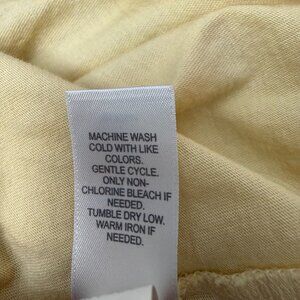 MACHINE WASH
COLD WITH LIKE
COLORS.
GENTLE CYCLE.
ONLY NON-
CHLORINE BLEACH IF
NEEDED.
TUMBLE DRY LOW.
WARM IRON IF
NEEDED.